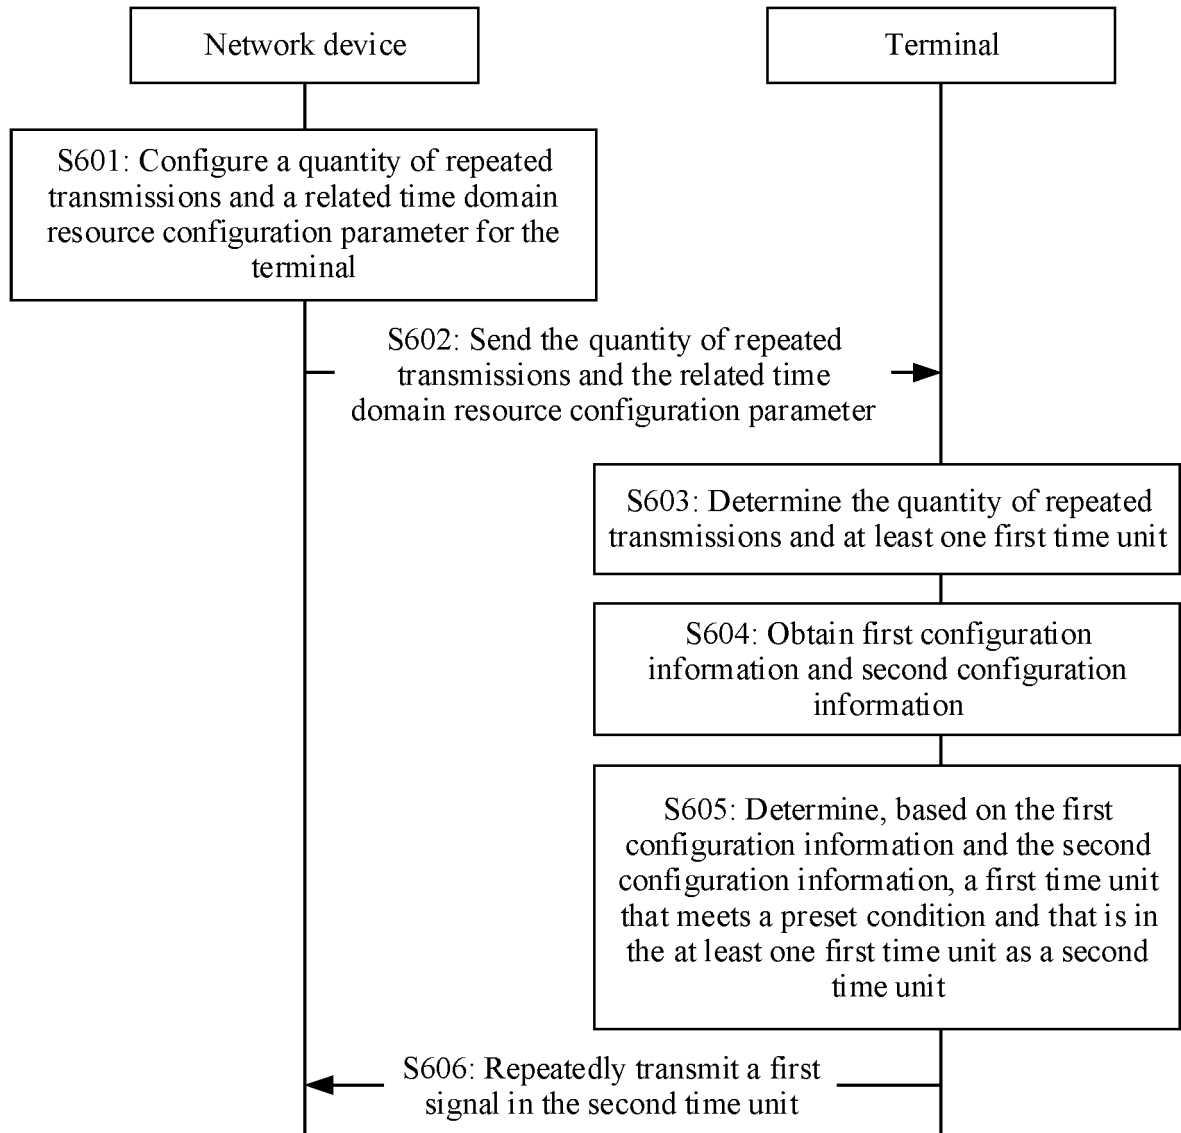 Network device
Terminal
S601: Configure a quantity of repeated
transmissions and a related time domain
resource configuration parameter for the
terminal
S602: Send the quantity of repeated
transmissions and the related time
domain resource configuration parameter
S603: Determine the quantity of repeated
transmissions and at least one first time unit
S604: Obtain first configuration
information and second configuration
information
S605: Determine, based on the first
configuration information and the second
configuration information, a first time unit
that meets a preset condition and that is in
the at least one first time unit as a second
time unit
S606: Repeatedly transmit a first
signal in the second time unit